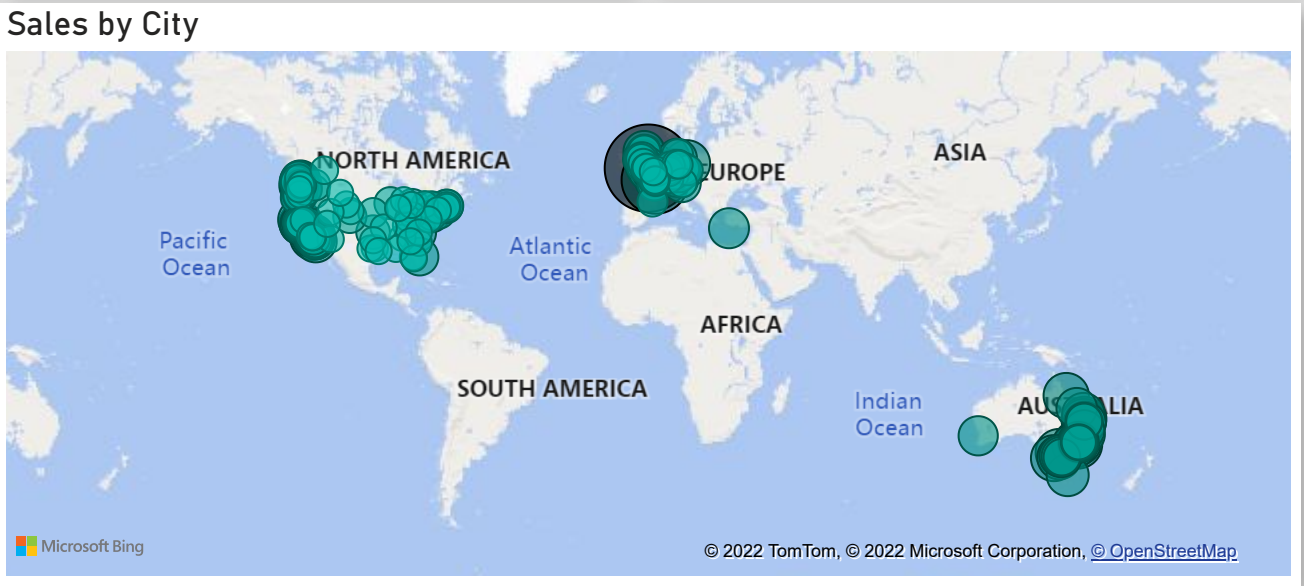 Sales by City
NORTH AMERICA
EUROPE
ASIA
Pacific
Ocean
Atlantic
Ocean
AFRICA
SOUTH AMERICA
Indian
Ocean
AUSTRALIA
Microsoft Bing
© 2022 TomTom, © 2022 Microsoft Corporation, © OpenStreetMap